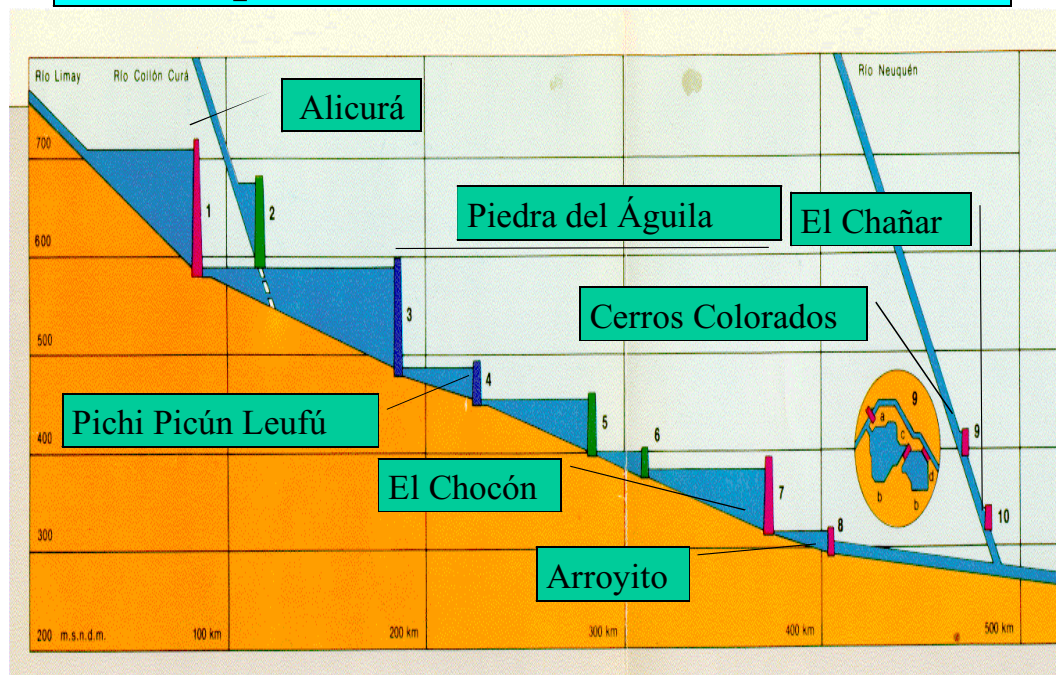 Río Limay
Río Collón Curá
Río Neuquén
Alicurá
700
1
2
Piedra del Águila
El Chañar
600
3
Cerros Colorados
500
4
9
Pichi Picún Leufú
a
5
6
c
9
400
El Chocón
7
b
b
d
10
8
300
Arroyito
200 m.s.n.d.m.
100 km
200 km
300 km
400 km
500 km